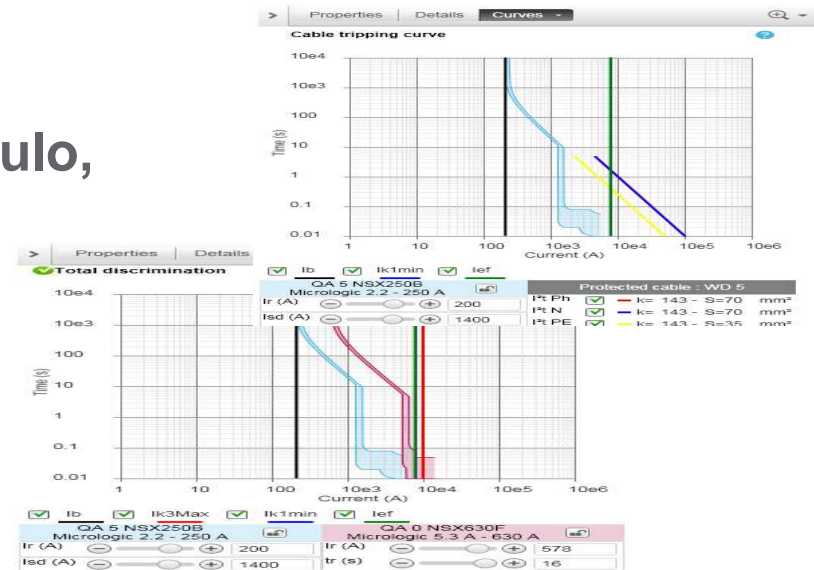 > Properties | Details Curves
Cable tripping curve ?
10e4
10e3
100
10
1
0.1
0.01
Time (s)
1 10 100 10e3 10e4 10e5 10e6
Current (A)
Ib Ik1min Ief
QA 5 NSX250B
Micrologic 2.2 - 250 A
Ir (A) 200
Isd (A) 1400
Protected cable : WD 5
I²t Ph k= 143 - S=70 mm²
I²t N k= 143 - S=70 mm²
I²t PE k= 143 - S=35 mm²
ulo,
> Properties | Details
Total discrimination
10e4
10e3
100
10
1
0.1
0.01
Time (s)
1 10 100 10e3 10e4 10e5 10e6
Current (A)
Ib Ik3Max Ik1min Ief
QA 5 NSX250B
Micrologic 2.2 - 250 A
Ir (A) 200
Isd (A) 1400
QA 0 NSX630F
Micrologic 5.3 A - 630 A
Ir (A) 578
tr (s) 16